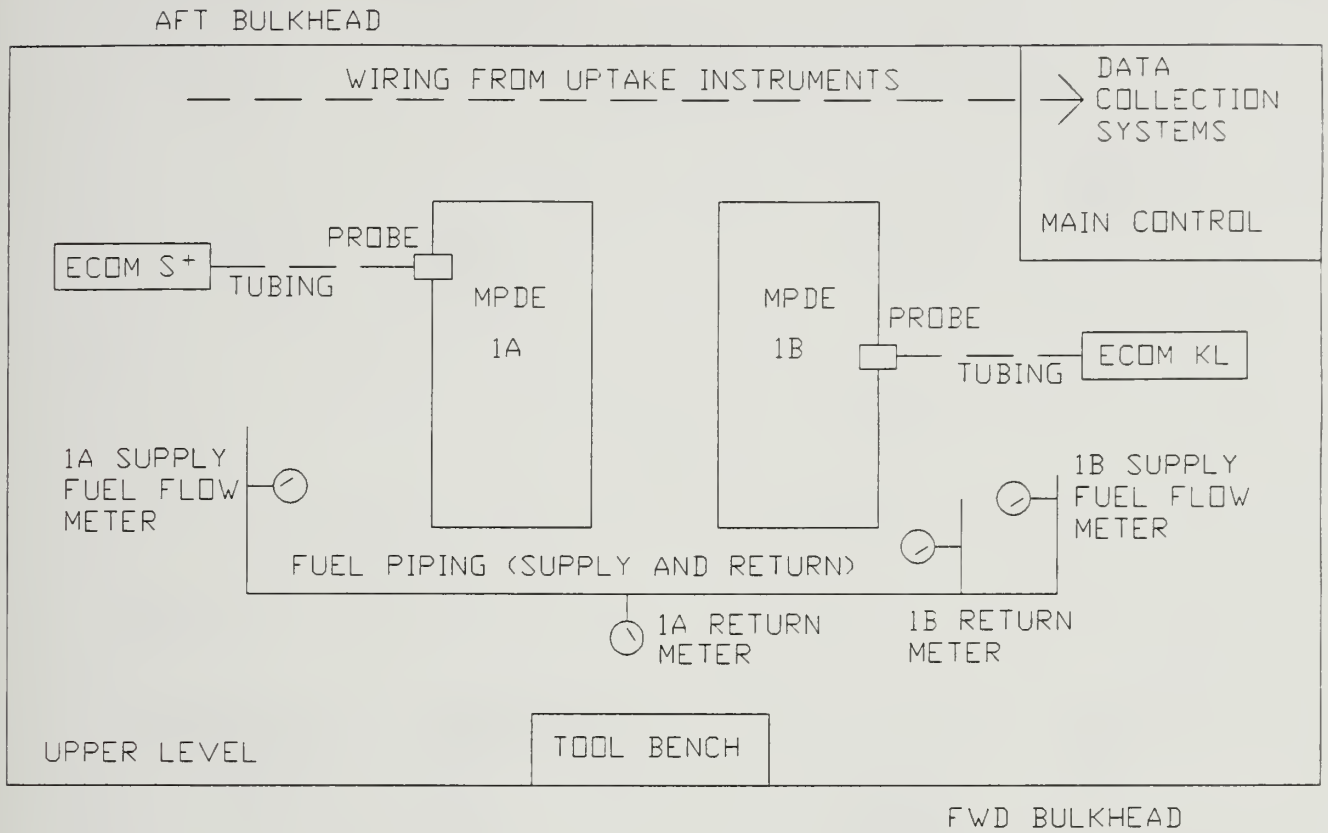 AFT BULKHEAD
WIRING FROM UPTAKE INSTRUMENTS
DATA
COLLECTION
SYSTEMS
MAIN CONTROL
PROBE
ECOM S+
TUBING
MPDE
1A
MPDE
1B
PROBE
ECOM KL
TUBING
1A SUPPLY
FUEL FLOW
METER
1B SUPPLY
FUEL FLOW
METER
FUEL PIPING (SUPPLY AND RETURN)
1A RETURN
METER
1B RETURN
METER
UPPER LEVEL
TOOL BENCH
FWD BULKHEAD